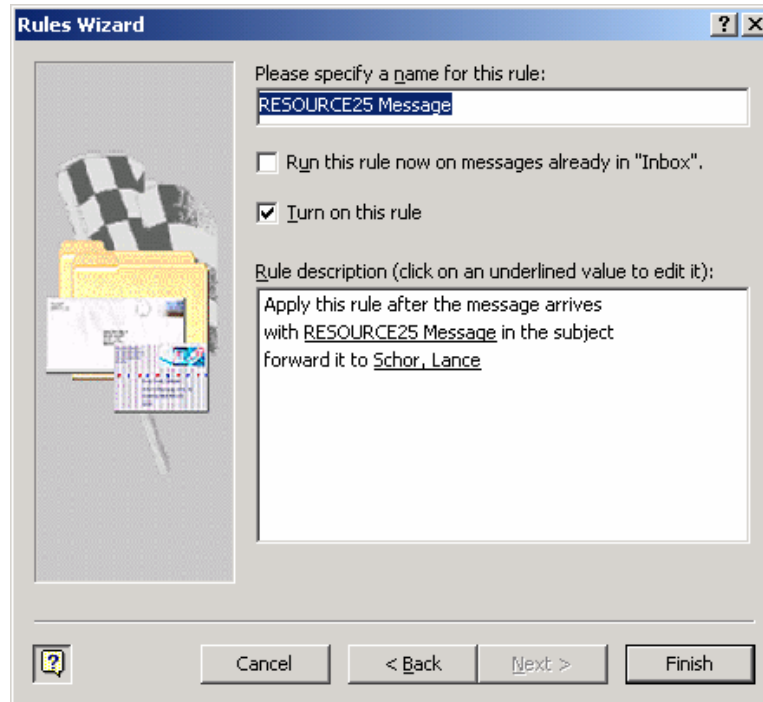 Rules Wizard
Please specify a name for this rule:
RESOURCE25 Message
Run this rule now on messages already in "Inbox".
Turn on this rule
Rule description (click on an underlined value to edit it):
Apply this rule after the message arrives
with RESOURCE25 Message in the subject
forward it to Schor, Lance
Cancel
< Back
Next >
Finish